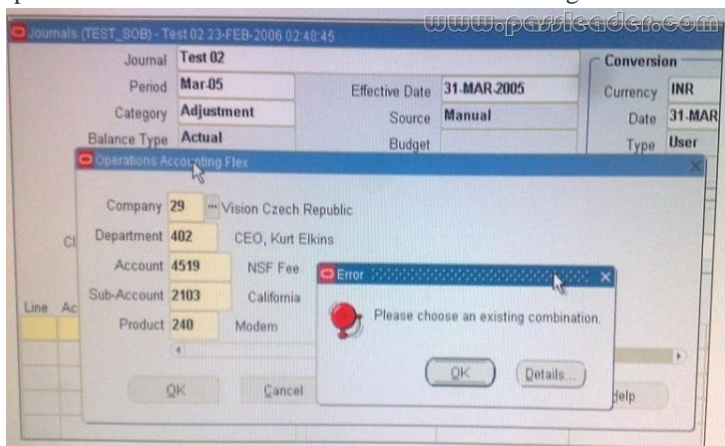 www.passleader.com
Journals (TEST_SOB) - Test 02 23-FEB-2006 02:48:45
Journal Test 02
Conversion
Period Mar-05
Effective Date 31-MAR-2005
Currency INR
Category Adjustment
Source Manual
Date 31-MAR
Balance Type Actual
Budget
Type User
Operations Accounting Flex
Company 29 Vision Czech Republic
Cl
Department 402 CEO, Kurt Elkins
Account 4519 NSF Fee
Error
Sub-Account 2103 California
Please choose an existing combination.
Line Ac
Product 240 Modem
OK Details...
OK Cancel
Help